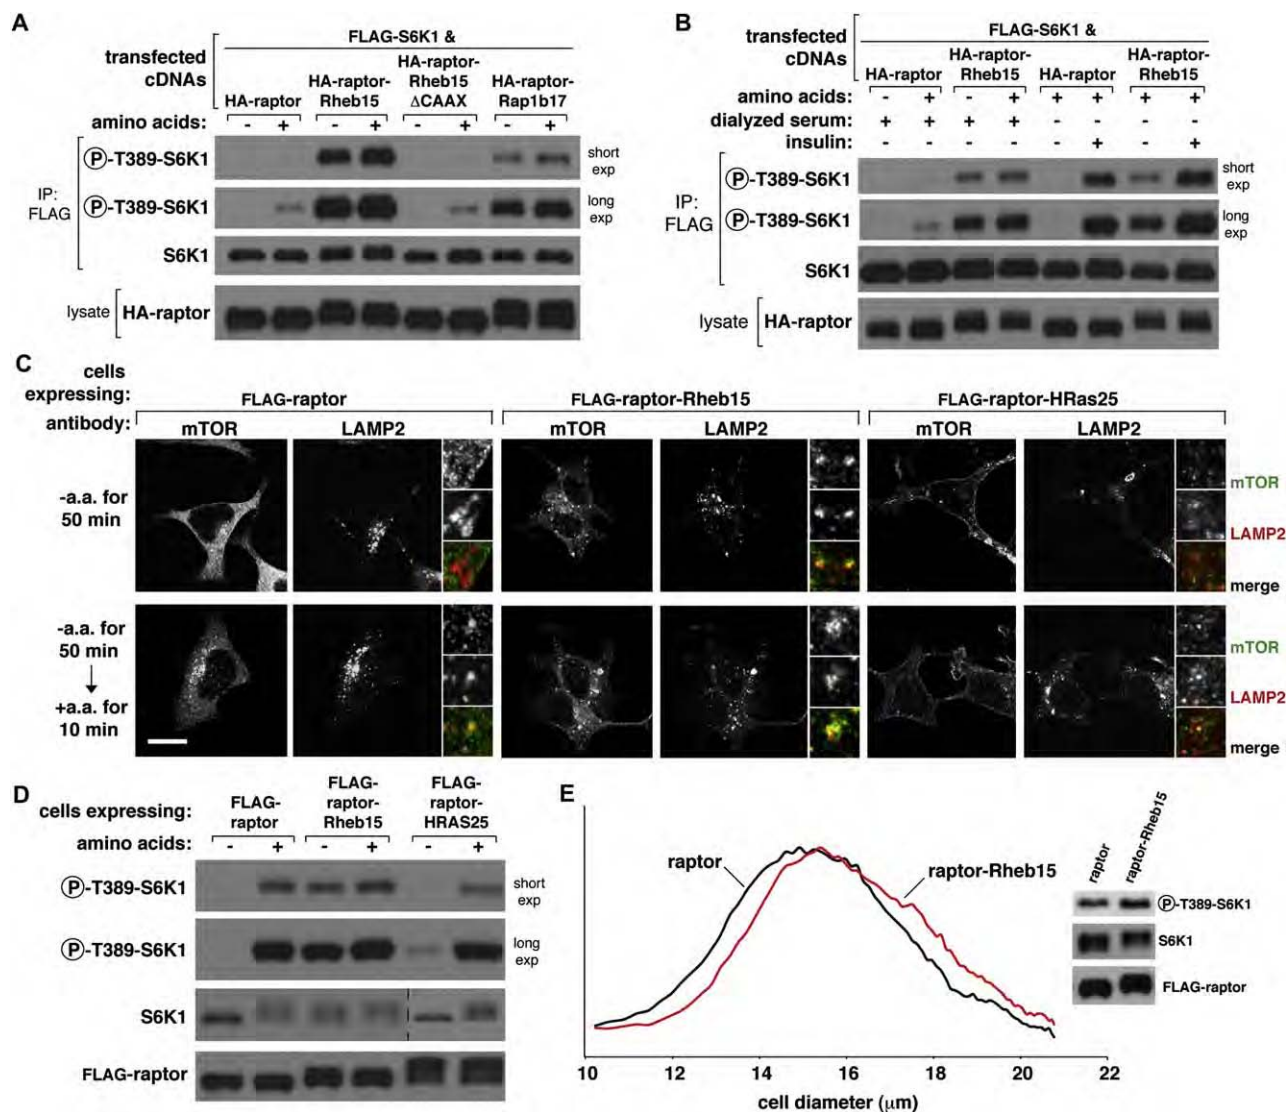 A
transfected cDNAs
FLAG-S6K1 &
HA-raptor
HA-raptor-Rheb15
HA-raptor-Rheb15 ΔCAAX
HA-raptor-Rap1b17
amino acids: - + - + - + - +
IP: FLAG
Ⓟ-T389-S6K1 short exp
Ⓟ-T389-S6K1 long exp
S6K1
lysate HA-raptor
B
transfected cDNAs
FLAG-S6K1 &
HA-raptor
HA-raptor-Rheb15
HA-raptor
HA-raptor-Rheb15
amino acids: - + - + + + + +
dialyzed serum: + + + + - - - -
insulin: - - - - - + - +
IP: FLAG
Ⓟ-T389-S6K1 short exp
Ⓟ-T389-S6K1 long exp
S6K1
lysate HA-raptor
C
cells expressing:
FLAG-raptor
FLAG-raptor-Rheb15
FLAG-raptor-HRas25
antibody:
mTOR LAMP2 mTOR LAMP2 mTOR LAMP2
-a.a. for 50 min
mTOR
LAMP2
merge
-a.a. for 50 min
+a.a. for 10 min
mTOR
LAMP2
merge
D
cells expressing:
FLAG-raptor
FLAG-raptor-Rheb15
FLAG-raptor-HRAS25
amino acids: - + - + - +
Ⓟ-T389-S6K1 short exp
Ⓟ-T389-S6K1 long exp
S6K1
FLAG-raptor
E
raptor
raptor-Rheb15
10 12 14 16 18 20 22
cell diameter (μm)
raptor
raptor-Rheb15
Ⓟ-T389-S6K1
S6K1
FLAG-raptor